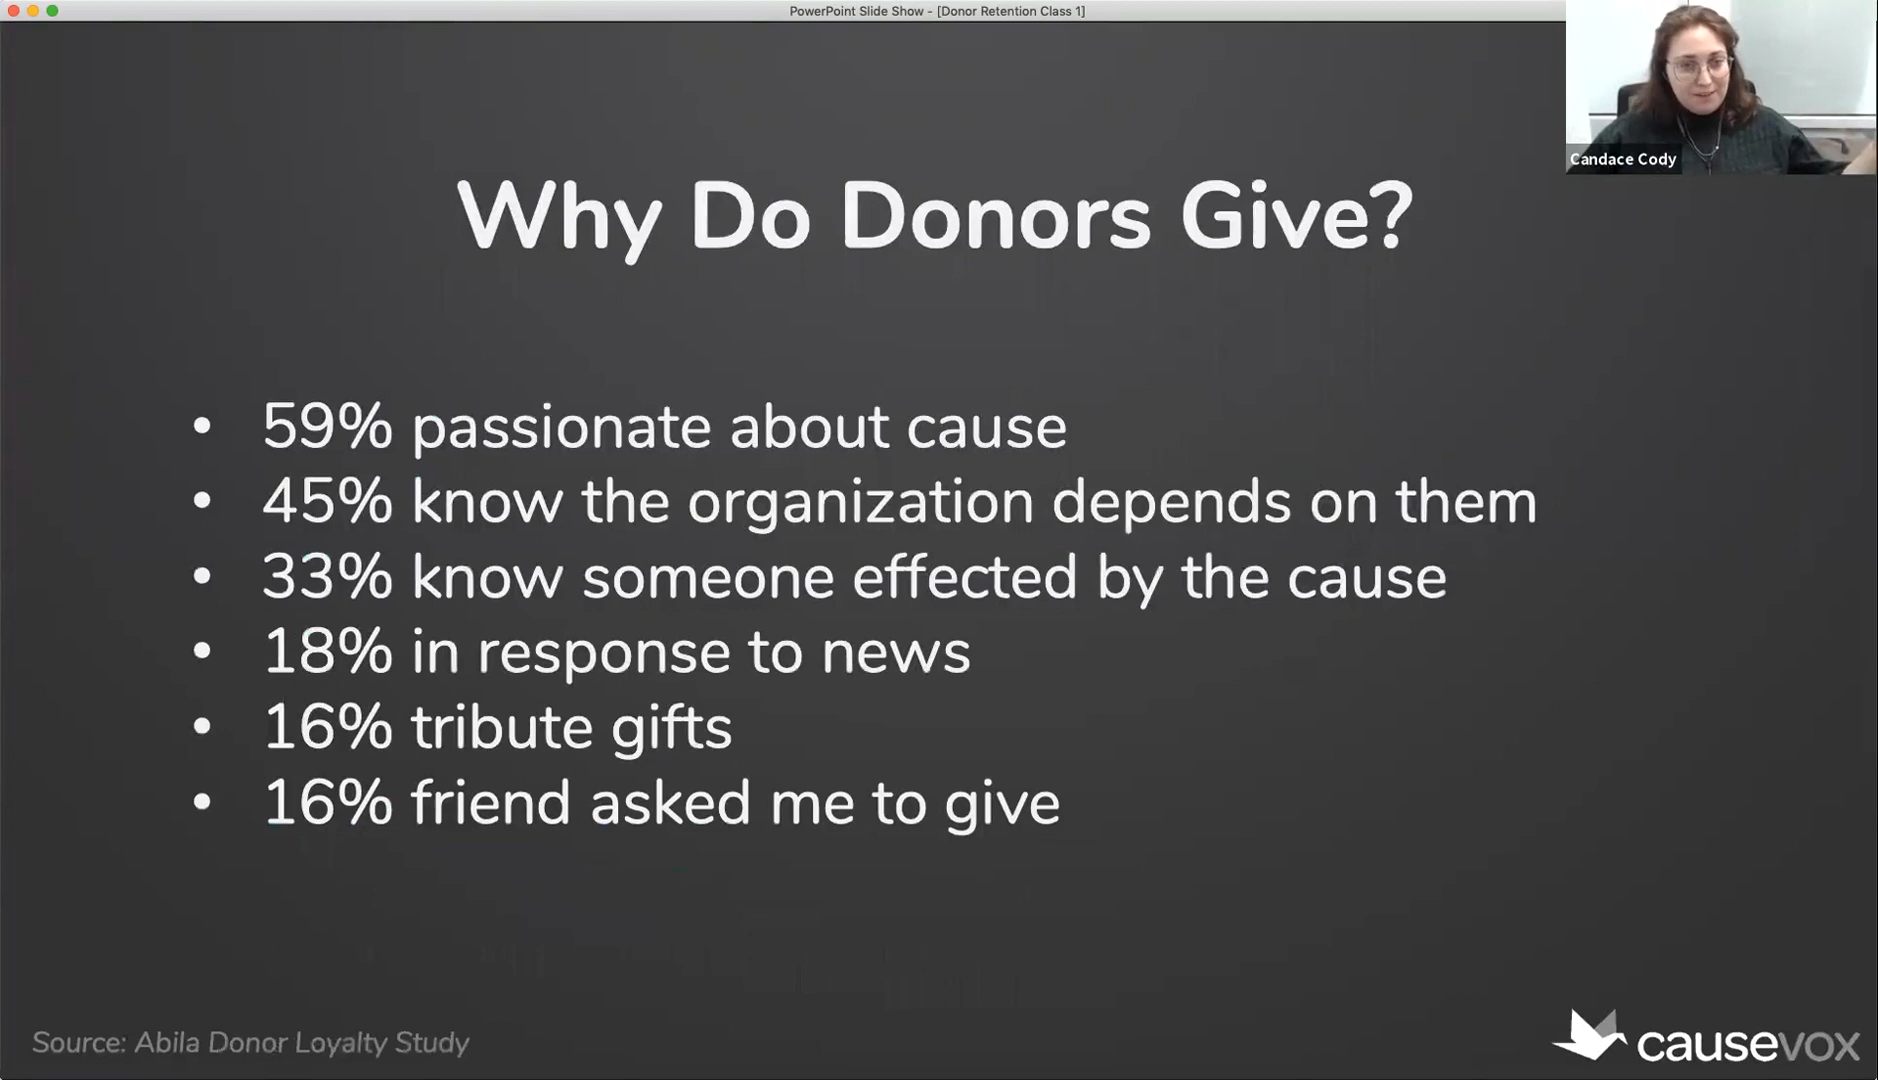 PowerPoint Slide Show - [Donor Retention Class 1]
Candace Cody
Why Do Donors Give?
• 59% passionate about cause
• 45% know the organization depends on them
• 33% know someone effected by the cause
• 18% in response to news
• 16% tribute gifts
• 16% friend asked me to give
Source: Abila Donor Loyalty Study
causevox